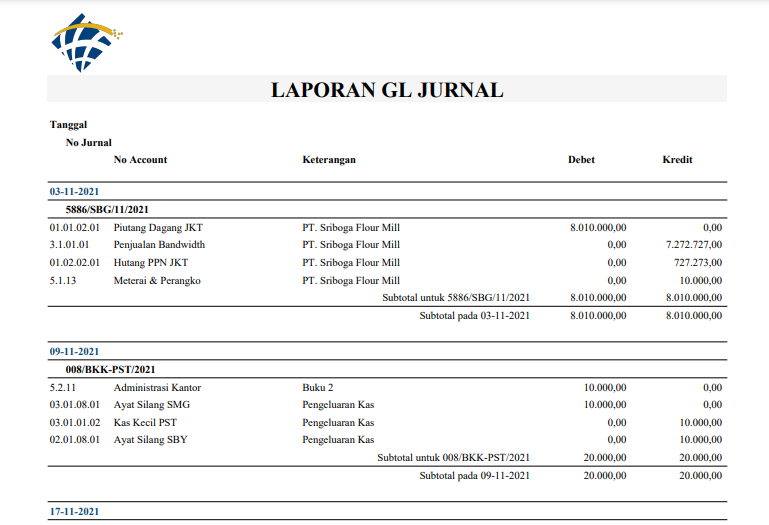 LAPORAN GL JURNAL
Tanggal
No Jurnal
No Account Keterangan Debet Kredit
03-11-2021
5886/SBG/11/2021
01.01.02.01 Piutang Dagang JKT PT. Sriboga Flour Mill 8.010.000,00 0,00
3.1.01.01 Penjualan Bandwidth PT. Sriboga Flour Mill 0,00 7.272.727,00
01.02.02.01 Hutang PPN JKT PT. Sriboga Flour Mill 0,00 727.273,00
5.1.13 Meterai & Perangko PT. Sriboga Flour Mill 0,00 10.000,00
Subtotal untuk 5886/SBG/11/2021 8.010.000,00 8.010.000,00
Subtotal pada 03-11-2021 8.010.000,00 8.010.000,00
09-11-2021
008/BKK-PST/2021
5.2.11 Administrasi Kantor Buku 2 10.000,00 0,00
03.01.08.01 Ayat Silang SMG Pengeluaran Kas 10.000,00 0,00
03.01.01.02 Kas Kecil PST Pengeluaran Kas 0,00 10.000,00
02.01.08.01 Ayat Silang SBY Pengeluaran Kas 0,00 10.000,00
Subtotal untuk 008/BKK-PST/2021 20.000,00 20.000,00
Subtotal pada 09-11-2021 20.000,00 20.000,00
17-11-2021